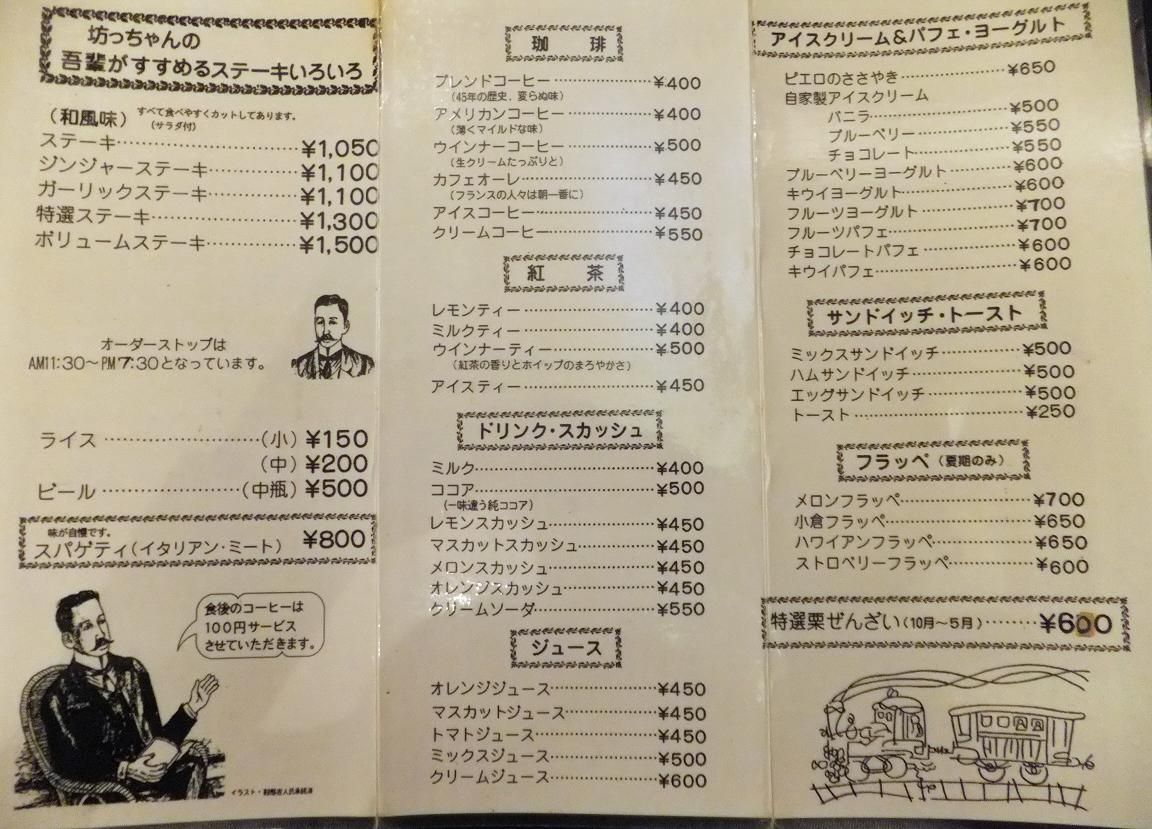 坊っちゃんの
吾輩がすすめるステーキいろいろ
(和風味) すべて食べやすくカットしてあります。
(サラダ付)
ステーキ……………¥1,050
ジンジャーステーキ………¥1,100
ガーリックステーキ………¥1,100
特選ステーキ……………¥1,300
ボリュームステーキ………¥1,500
オーダーストップは
AM11:30〜PM7:30となっています。
ライス……………(小)¥150
(中)¥200
ビール……………(中瓶)¥500
味が自慢です。
スパゲティ(イタリアン・ミート) ¥800
食後のコーヒーは
100円サービス
させていただきます。
珈 琲
ブレンドコーヒー……………¥400
(45年の歴史、変らぬ味)
アメリカンコーヒー……………¥400
(薄くマイルドな味)
ウインナーコーヒー……………¥500
(生クリームたっぷりと)
カフェオーレ……………¥450
(フランスの人々は朝一番に)
アイスコーヒー……………¥450
クリームコーヒー……………¥550
紅 茶
レモンティー……………¥400
ミルクティー……………¥400
ウインナーティー……………¥500
(紅茶の香りとホイップのまろやかさ)
アイスティー……………¥450
ドリンク・スカッシュ
ミルク……………¥400
ココア……………¥500
(一味違う純ココア)
レモンスカッシュ……………¥450
マスカットスカッシュ…………¥450
メロンスカッシュ……………¥450
オレンジスカッシュ……………¥450
クリームソーダ……………¥550
ジュース
オレンジジュース……………¥450
マスカットジュース……………¥450
トマトジュース……………¥450
ミックスジュース……………¥500
クリームジュース……………¥600
アイスクリーム&パフェ・ヨーグルト
ピエロのささやき……………¥650
自家製アイスクリーム
バニラ……………¥500
ブルーベリー……………¥550
チョコレート……………¥550
ブルーベリーヨーグルト…………¥600
キウイヨーグルト……………¥600
フルーツヨーグルト……………¥700
フルーツパフェ……………¥700
チョコレートパフェ……………¥600
キウイパフェ……………¥600
サンドイッチ・トースト
ミックスサンドイッチ…………¥500
ハムサンドイッチ……………¥500
エッグサンドイッチ……………¥500
トースト……………¥250
フラッペ(夏期のみ)
メロンフラッペ……………¥700
小倉フラッペ……………¥650
ハワイアンフラッペ……………¥650
ストロベリーフラッペ…………¥600
特選栗ぜんざい(10月〜5月)………¥600